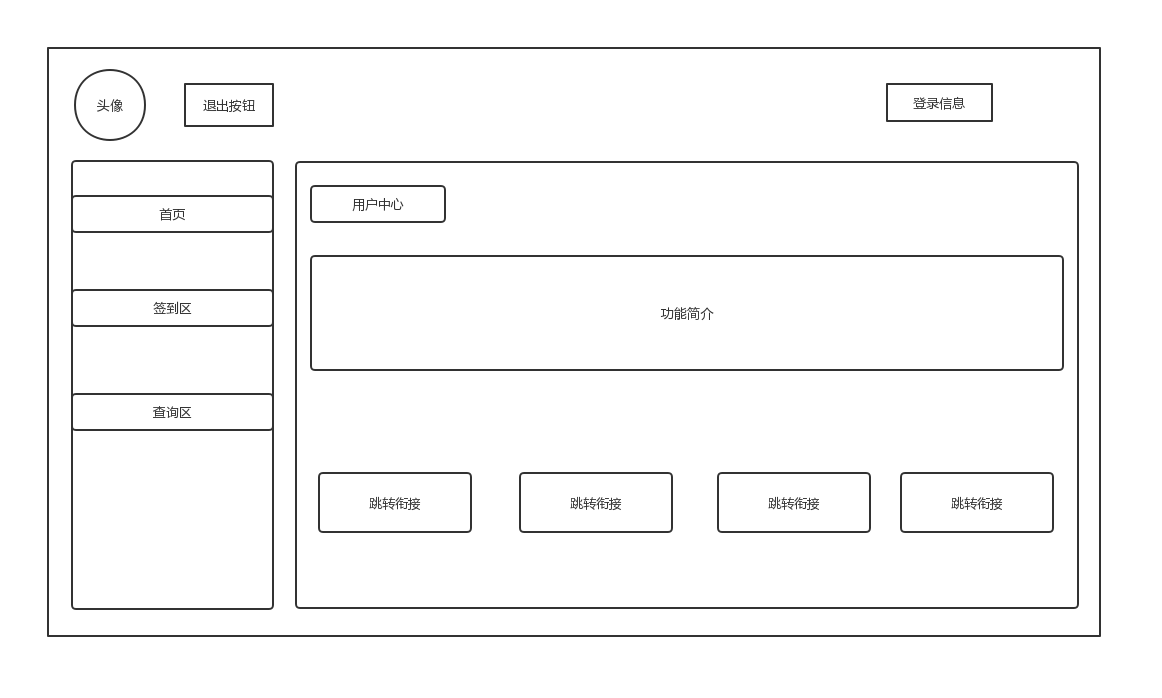 头像
退出按钮
登录信息
首页
签到区
查询区
用户中心
功能简介
跳转衔接
跳转衔接
跳转衔接
跳转衔接